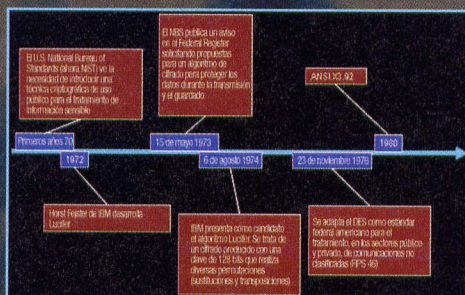 El U.S. National Bureau of
Standards (ahora NIST) ve la
necesidad de introducir una
técnica criptográfica de uso
público para el tratamiento de
información sensible
El NBS publica un aviso
en el Federal Register
solicitando propuestas
para un algoritmo de
cifrado para proteger los
datos durante la transmisión
y el guardado.
ANSI X3.92
Primeros años 70
15 de mayo 1973
1980
1972
6 de agosto 1974
23 de noviembre 1976
Horst Feistel de IBM desarrolla
Lucifer
IBM presenta como candidato
el algoritmo Lucifer. Se trata de
un cifrado producido con una
clave de 128 bits que realiza
diversas permutaciones
(sustituciones y transposiciones)
Se adapta el DES como estándar
federal americano para el
tratamiento, en los sectores público
y privado, de comunicaciones no
clasificadas (FIPS 46)